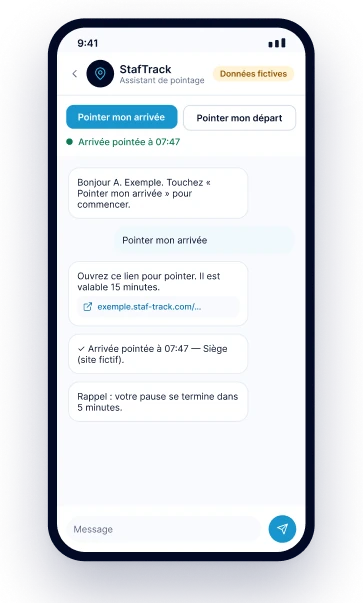 9:41
StafTrack
Assistant de pointage
Données fictives
Pointer mon arrivée
Pointer mon départ
Arrivée pointée à 07:47
Bonjour A. Exemple. Touchez «
Pointer mon arrivée » pour
commencer.
Pointer mon arrivée
Ouvrez ce lien pour pointer. Il est
valable 15 minutes.
exemple.staf-track.com/...
✓ Arrivée pointée à 07:47 — Siège
(site fictif).
Rappel : votre pause se termine dans
5 minutes.
Message